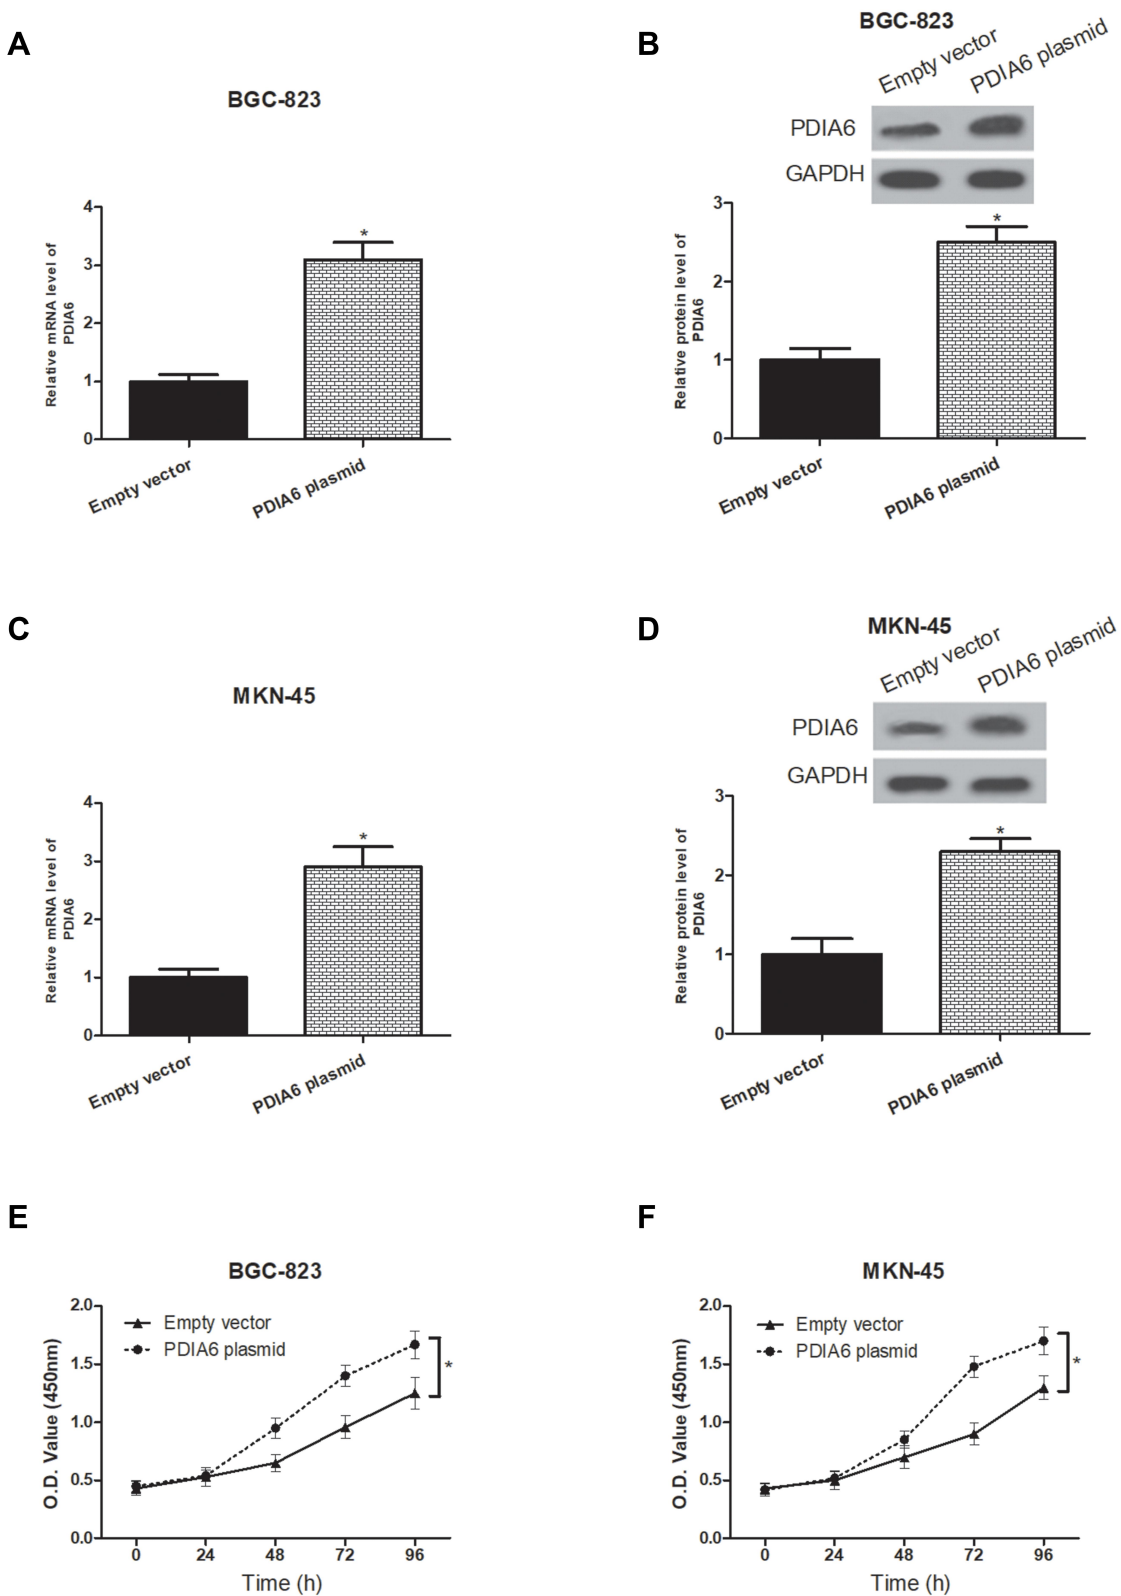 A
BGC-823
Relative mRNA level of
PDIA6
4
3
2
1
0
*
Empty vector
PDIA6 plasmid
B
BGC-823
Empty vector
PDIA6 plasmid
PDIA6
GAPDH
Relative protein level of
PDIA6
3
2
1
0
*
Empty vector
PDIA6 plasmid
C
MKN-45
Relative mRNA level of
PDIA6
4
3
2
1
0
*
Empty vector
PDIA6 plasmid
D
MKN-45
Empty vector
PDIA6 plasmid
PDIA6
GAPDH
Relative protein level of
PDIA6
3
2
1
0
*
Empty vector
PDIA6 plasmid
E
BGC-823
O.D. Value (450nm)
2.0
1.5
1.0
0.5
0.0
Empty vector
PDIA6 plasmid
*
0 24 48 72 96
Time (h)
F
MKN-45
O.D. Value (450nm)
2.0
1.5
1.0
0.5
0.0
Empty vector
PDIA6 plasmid
*
0 24 48 72 96
Time (h)